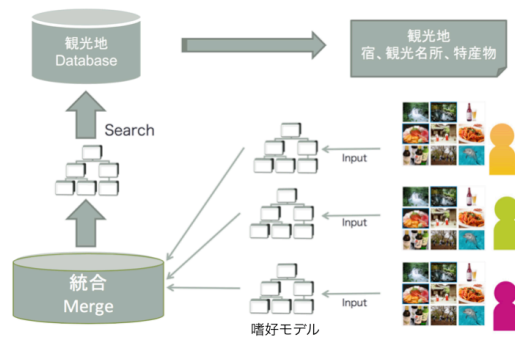 観光地
Database
観光地
宿、観光名所、特産物
Search
Input
Input
Input
統合
Merge
嗜好モデル